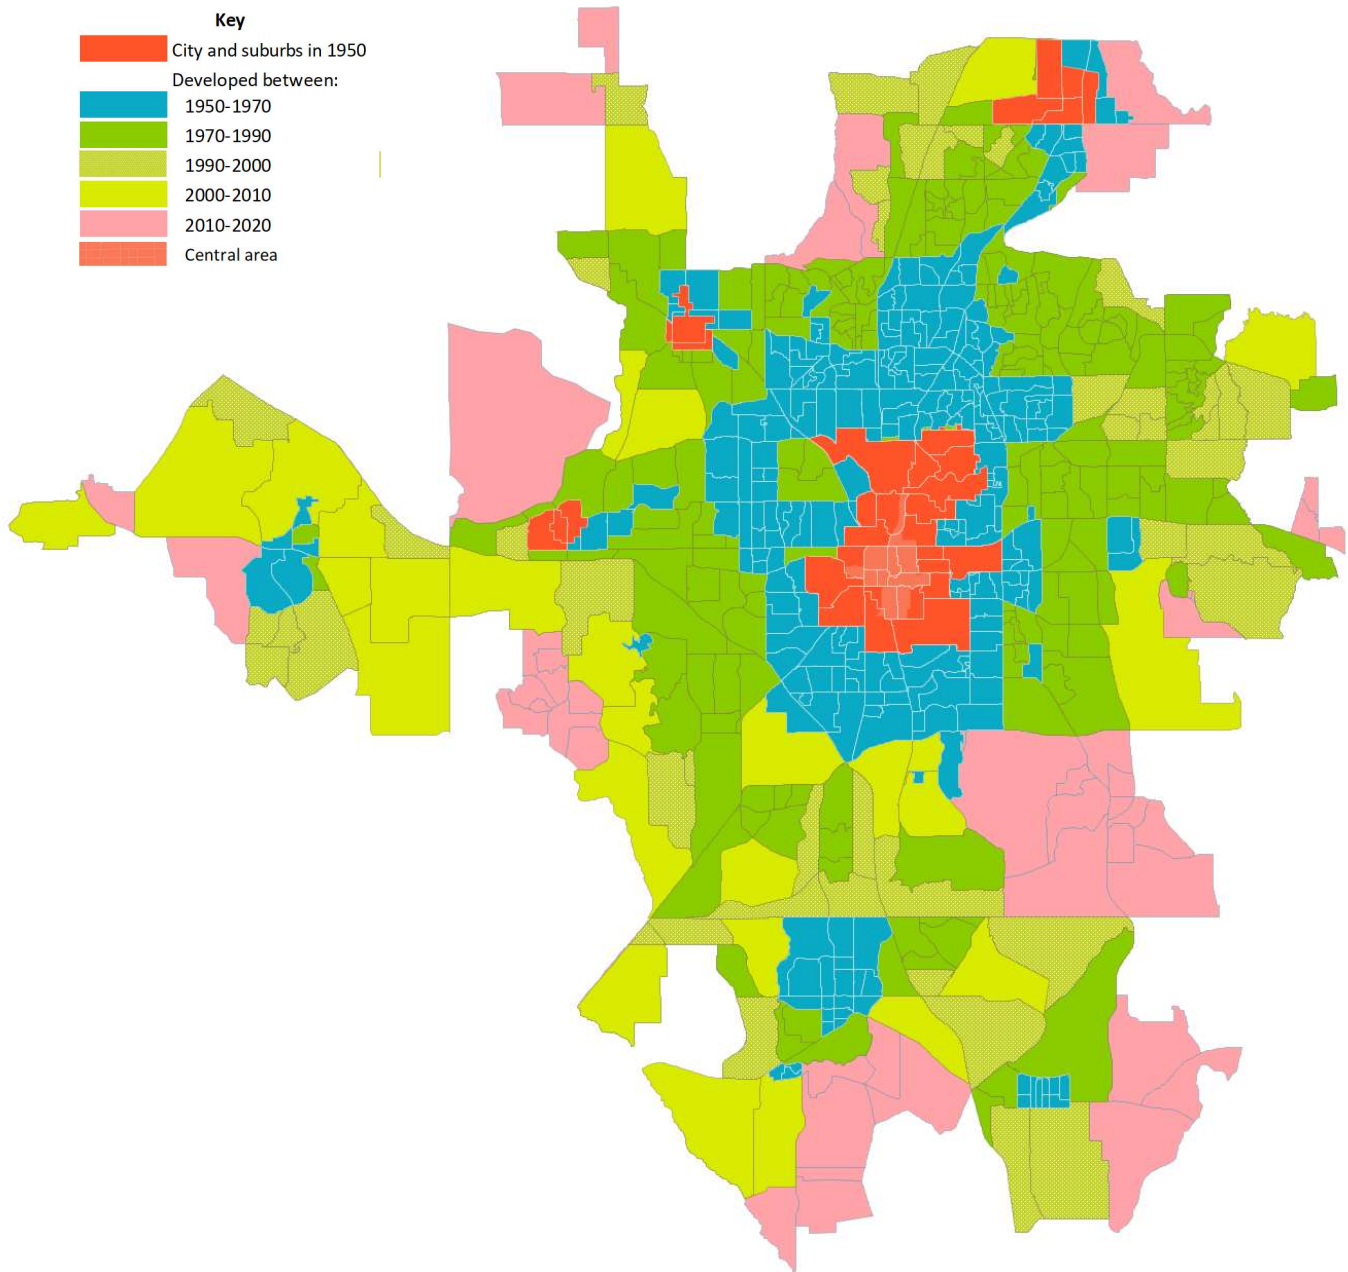 Key
City and suburbs in 1950
Developed between:
1950-1970
1970-1990
1990-2000
2000-2010
2010-2020
Central area